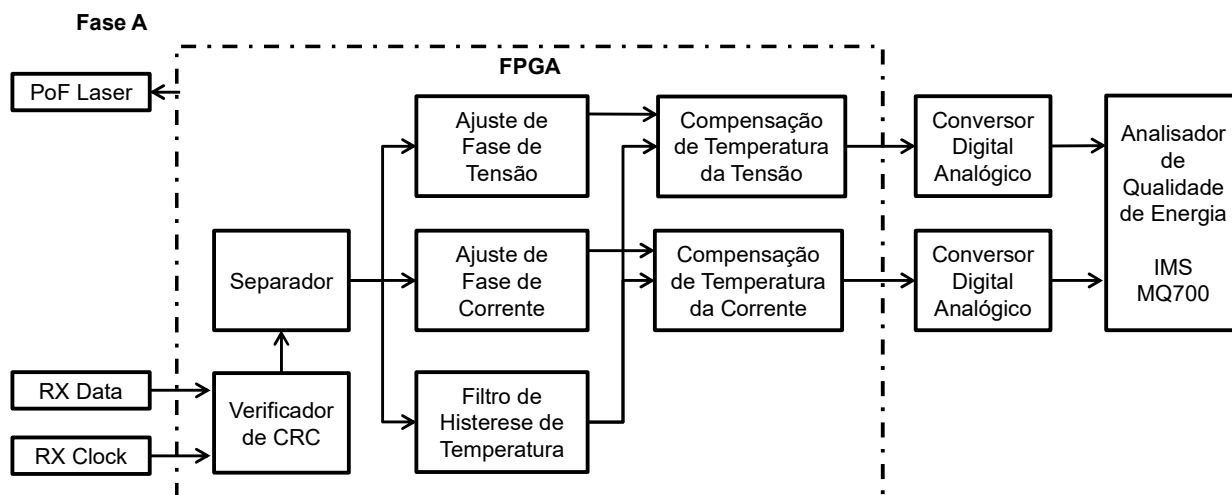 Fase A
FPGA
PoF Laser
Ajuste de
Fase de
Tensão
Compensação
de Temperatura
da Tensão
Conversor
Digital
Analógico
Analisador
de
Qualidade
de Energia
IMS
MQ700
Separador
Ajuste de
Fase de
Corrente
Compensação
de Temperatura
da Corrente
Conversor
Digital
Analógico
RX Data
RX Clock
Verificador
de CRC
Filtro de
Histerese de
Temperatura